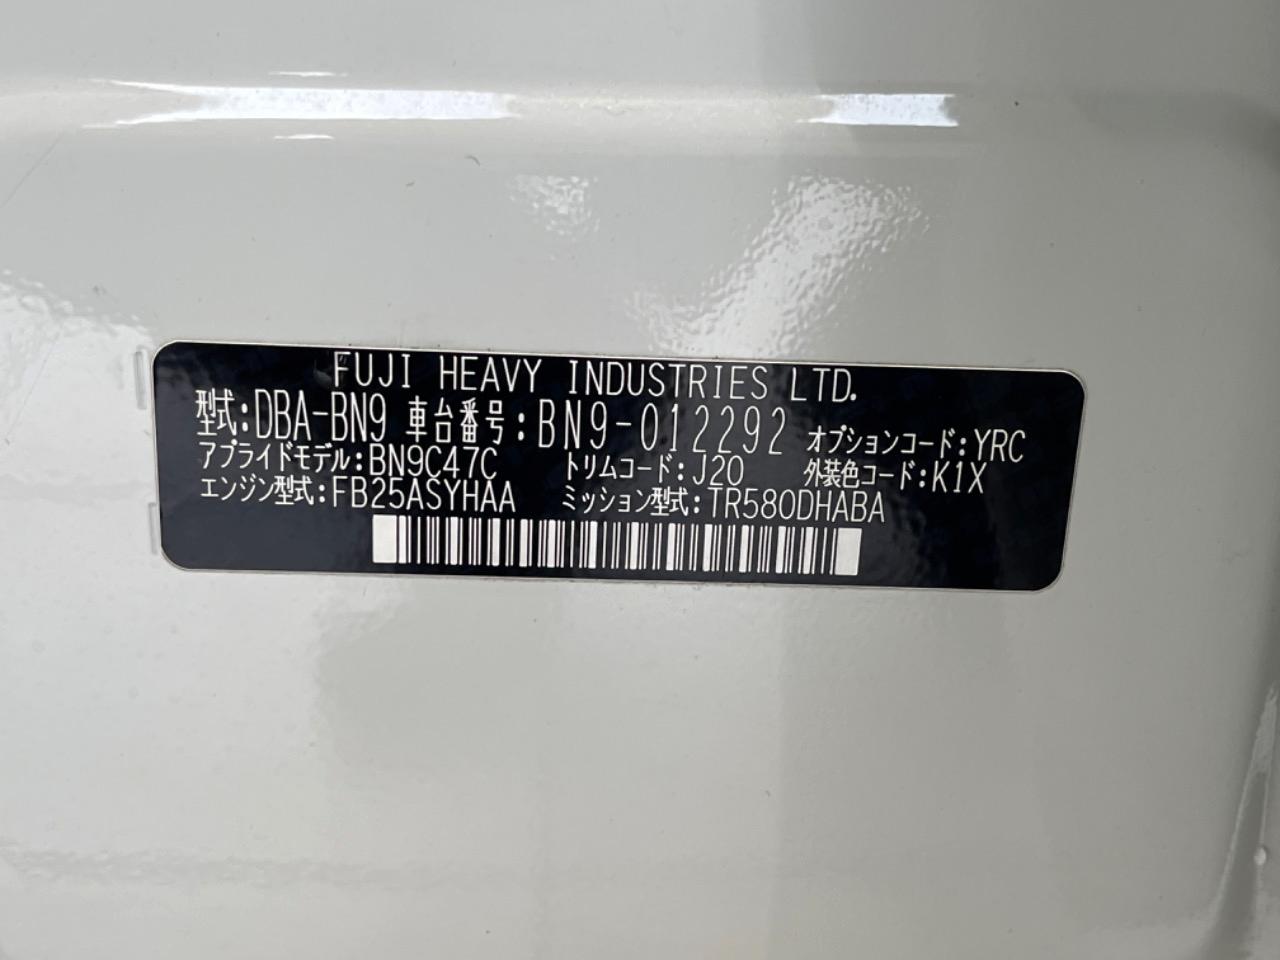 FUJI HEAVY INDUSTRIES LTD.
型式:DBA-BN9 車台番号:BN9-012292 オプションコード:YRC
アプライドモデル:BN9C47C トリムコード:J20 外装色コード:K1X
エンジン型式:FB25ASYHAA ミッション型式:TR580DHABA